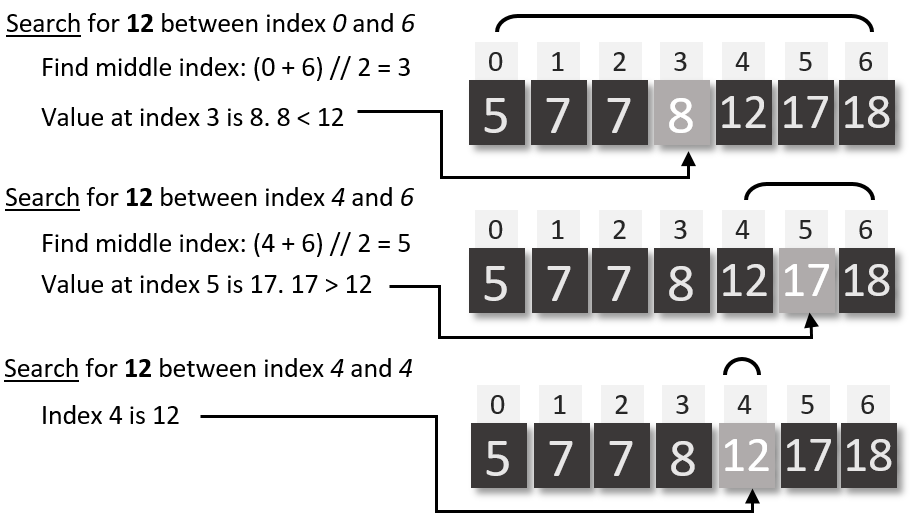 Search for 12 between index 0 and 6
Find middle index: (0 + 6) // 2 = 3
Value at index 3 is 8. 8 < 12
0 1 2 3 4 5 6
5 7 7 8 12 17 18
Search for 12 between index 4 and 6
Find middle index: (4 + 6) // 2 = 5
Value at index 5 is 17. 17 > 12
0 1 2 3 4 5 6
5 7 7 8 12 17 18
Search for 12 between index 4 and 4
Index 4 is 12
0 1 2 3 4 5 6
5 7 7 8 12 17 18